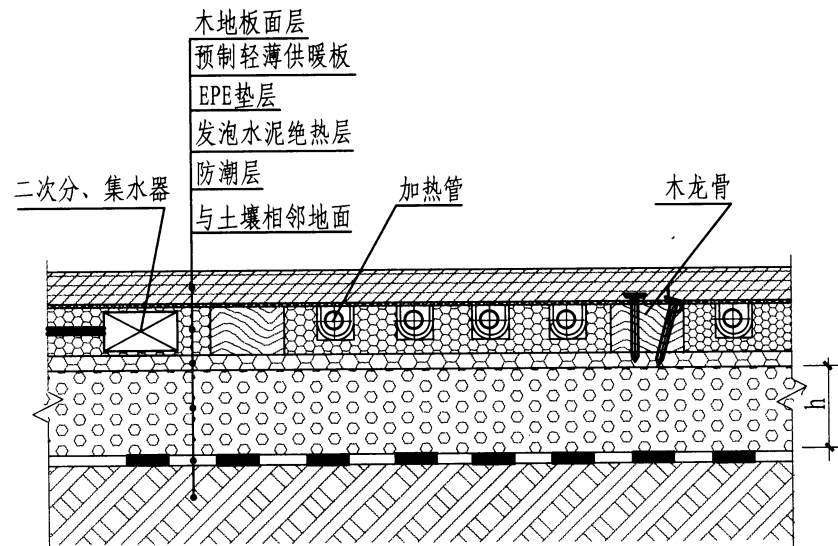 木地板面层
预制轻薄供暖板
EPE垫层
发泡水泥绝热层
防潮层
与土壤相邻地面
二次分、集水器
加热管
木龙骨
h